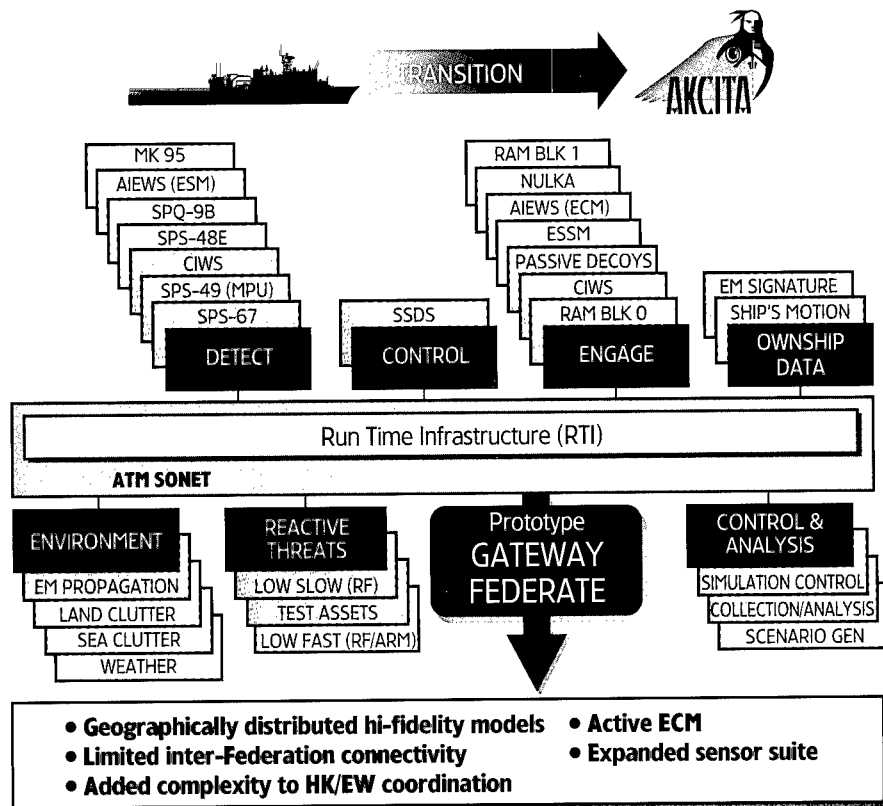 TRANSITION
AKCITA
MK 95
AIEWS (ESM)
SPQ-9B
SPS-48E
CIWS
SPS-49 (MPU)
SPS-67
DETECT
SSDS
CONTROL
RAM BLK 1
NULKA
AIEWS (ECM)
ESSM
PASSIVE DECOYS
CIWS
RAM BLK 0
ENGAGE
EM SIGNATURE
SHIP'S MOTION
OWNSHIP
DATA
Run Time Infrastructure (RTI)
ATM SONET
ENVIRONMENT
EM PROPAGATION
LAND CLUTTER
SEA CLUTTER
WEATHER
REACTIVE
THREATS
LOW SLOW (RF)
TEST ASSETS
LOW FAST (RF/ARM)
Prototype
GATEWAY
FEDERATE
CONTROL &
ANALYSIS
SIMULATION CONTROL
COLLECTION/ANALYSIS
SCENARIO GEN
• Geographically distributed hi-fidelity models
• Limited inter-Federation connectivity
• Added complexity to HK/EW coordination
• Active ECM
• Expanded sensor suite